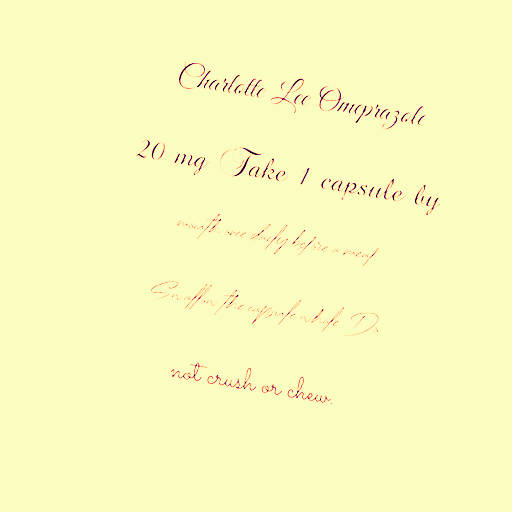 Charlotte Lee Omeprazole
20 mg Take 1 capsule by
mouth once daily before a meal
Swallow the capsule whole Do
not crush or chew.